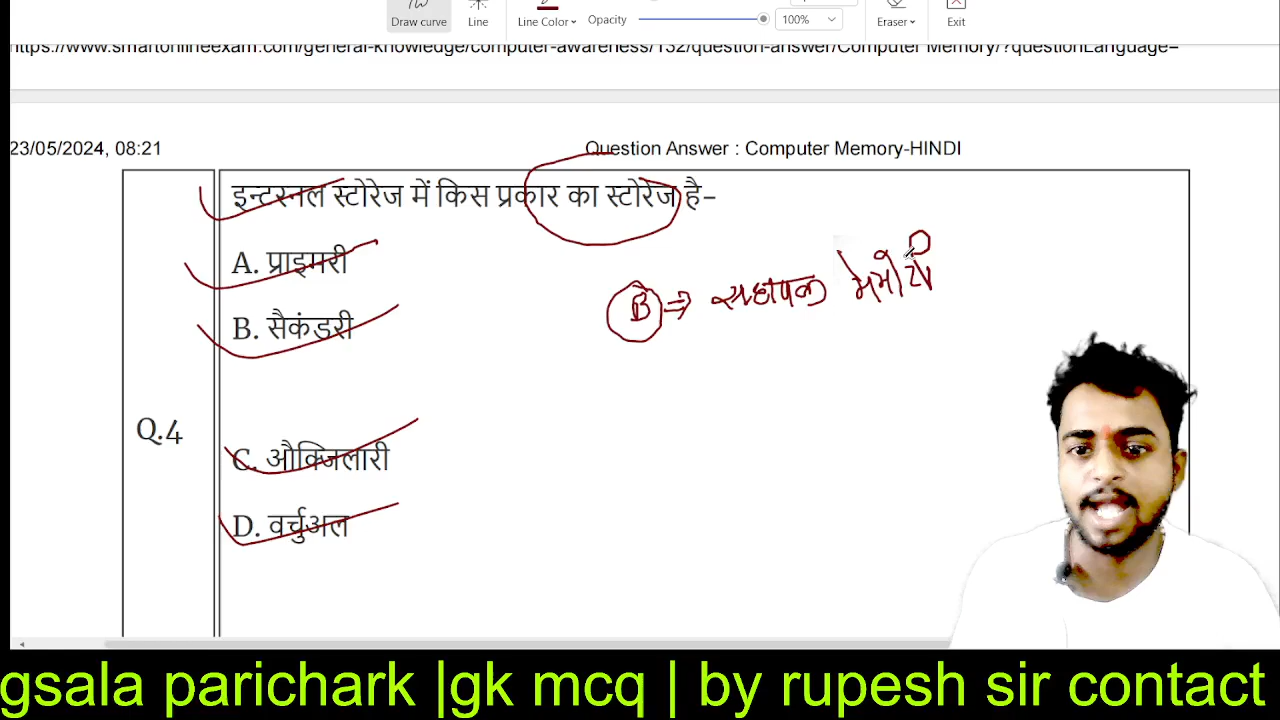 Draw curve Line Line Color Opacity 100% Eraser Exit
https://www.smartonlineexam.com/general-knowledge/computer-awareness/132/question-answer/Computer Memory/?questionLanguage=
23/05/2024, 08:21 Question Answer : Computer Memory-HINDI
इन्टरनल स्टोरेज में किस प्रकार का स्टोरेज है-
A. प्राइमरी
B ⇒ सहायक मेमोरी
B. सैकंडरी
Q.4
C. औक्जिलारी
D. वर्चुअल
gsala parichark |gk mcq | by rupesh sir contact